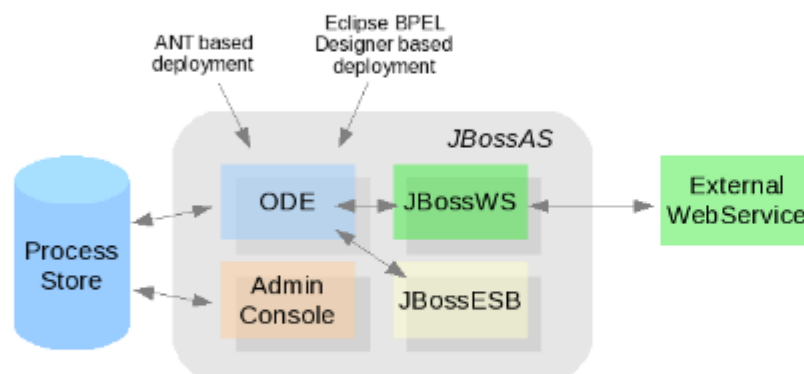 ANT based
deployment
Eclipse BPEL
Designer based
deployment
JBossAS
ODE
JBossWS
External
WebService
Process
Store
Admin
Console
JBossESB